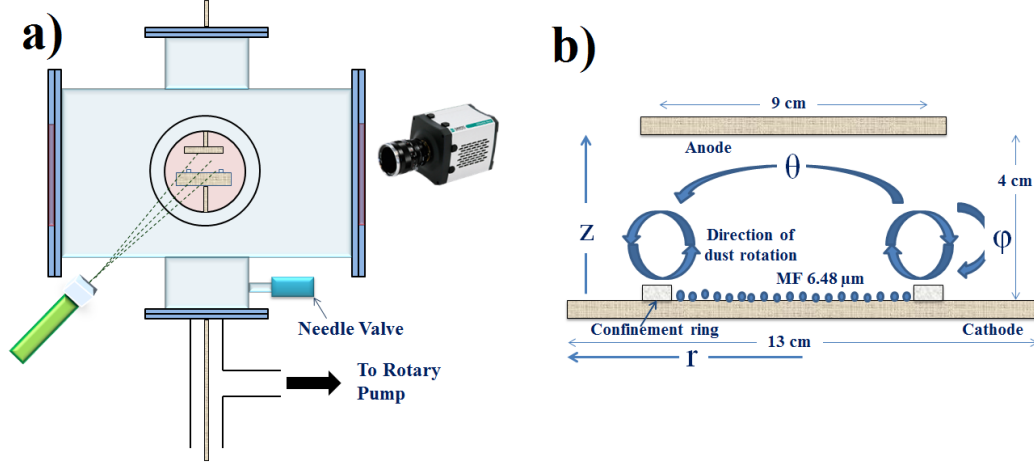 a)
Needle Valve
To Rotary
Pump
b)
9 cm
Anode
4 cm
θ
z
Direction of
dust rotation
φ
MF 6.48 μm
Confinement ring
Cathode
13 cm
r